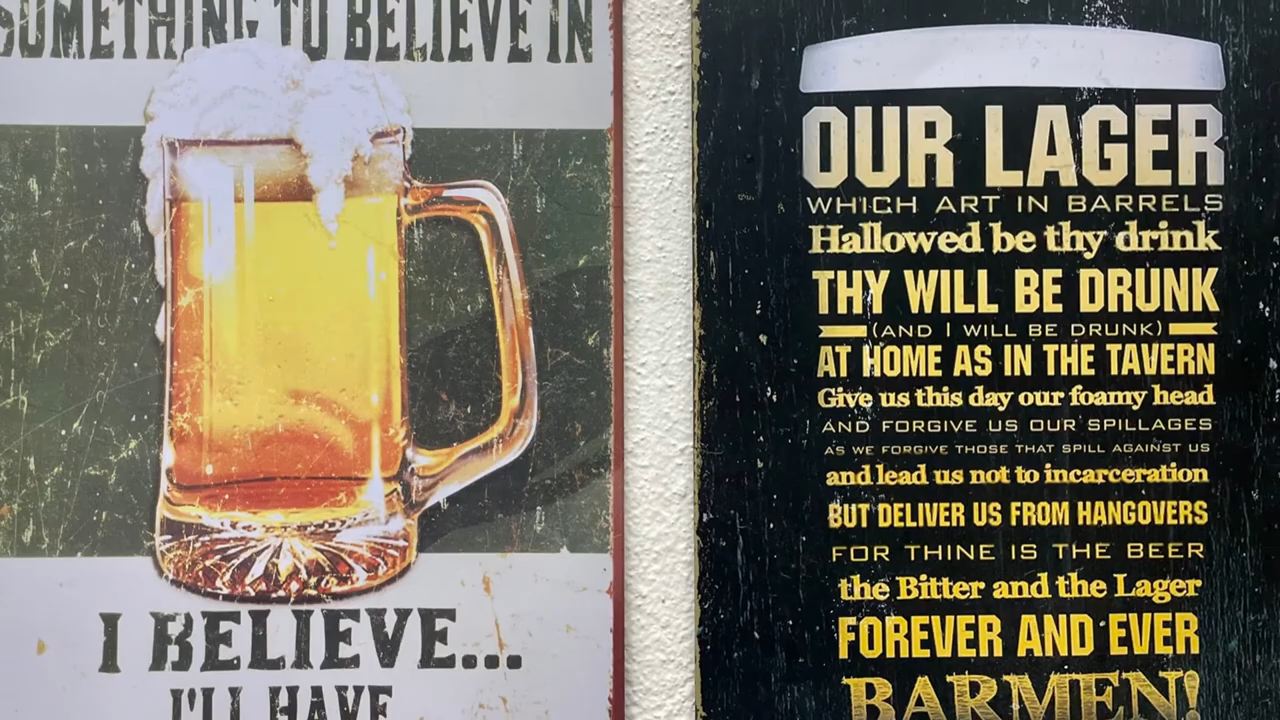 SOMETHING TO BELIEVE IN
I BELIEVE...
I'LL HAVE
OUR LAGER
WHICH ART IN BARRELS
Hallowed be thy drink
THY WILL BE DRUNK
(AND I WILL BE DRUNK)
AT HOME AS IN THE TAVERN
Give us this day our foamy head
AND FORGIVE US OUR SPILLAGES
AS WE FORGIVE THOSE THAT SPILL AGAINST US
and lead us not to incarceration
BUT DELIVER US FROM HANGOVERS
FOR THINE IS THE BEER
the Bitter and the Lager
FOREVER AND EVER
BARMEN!